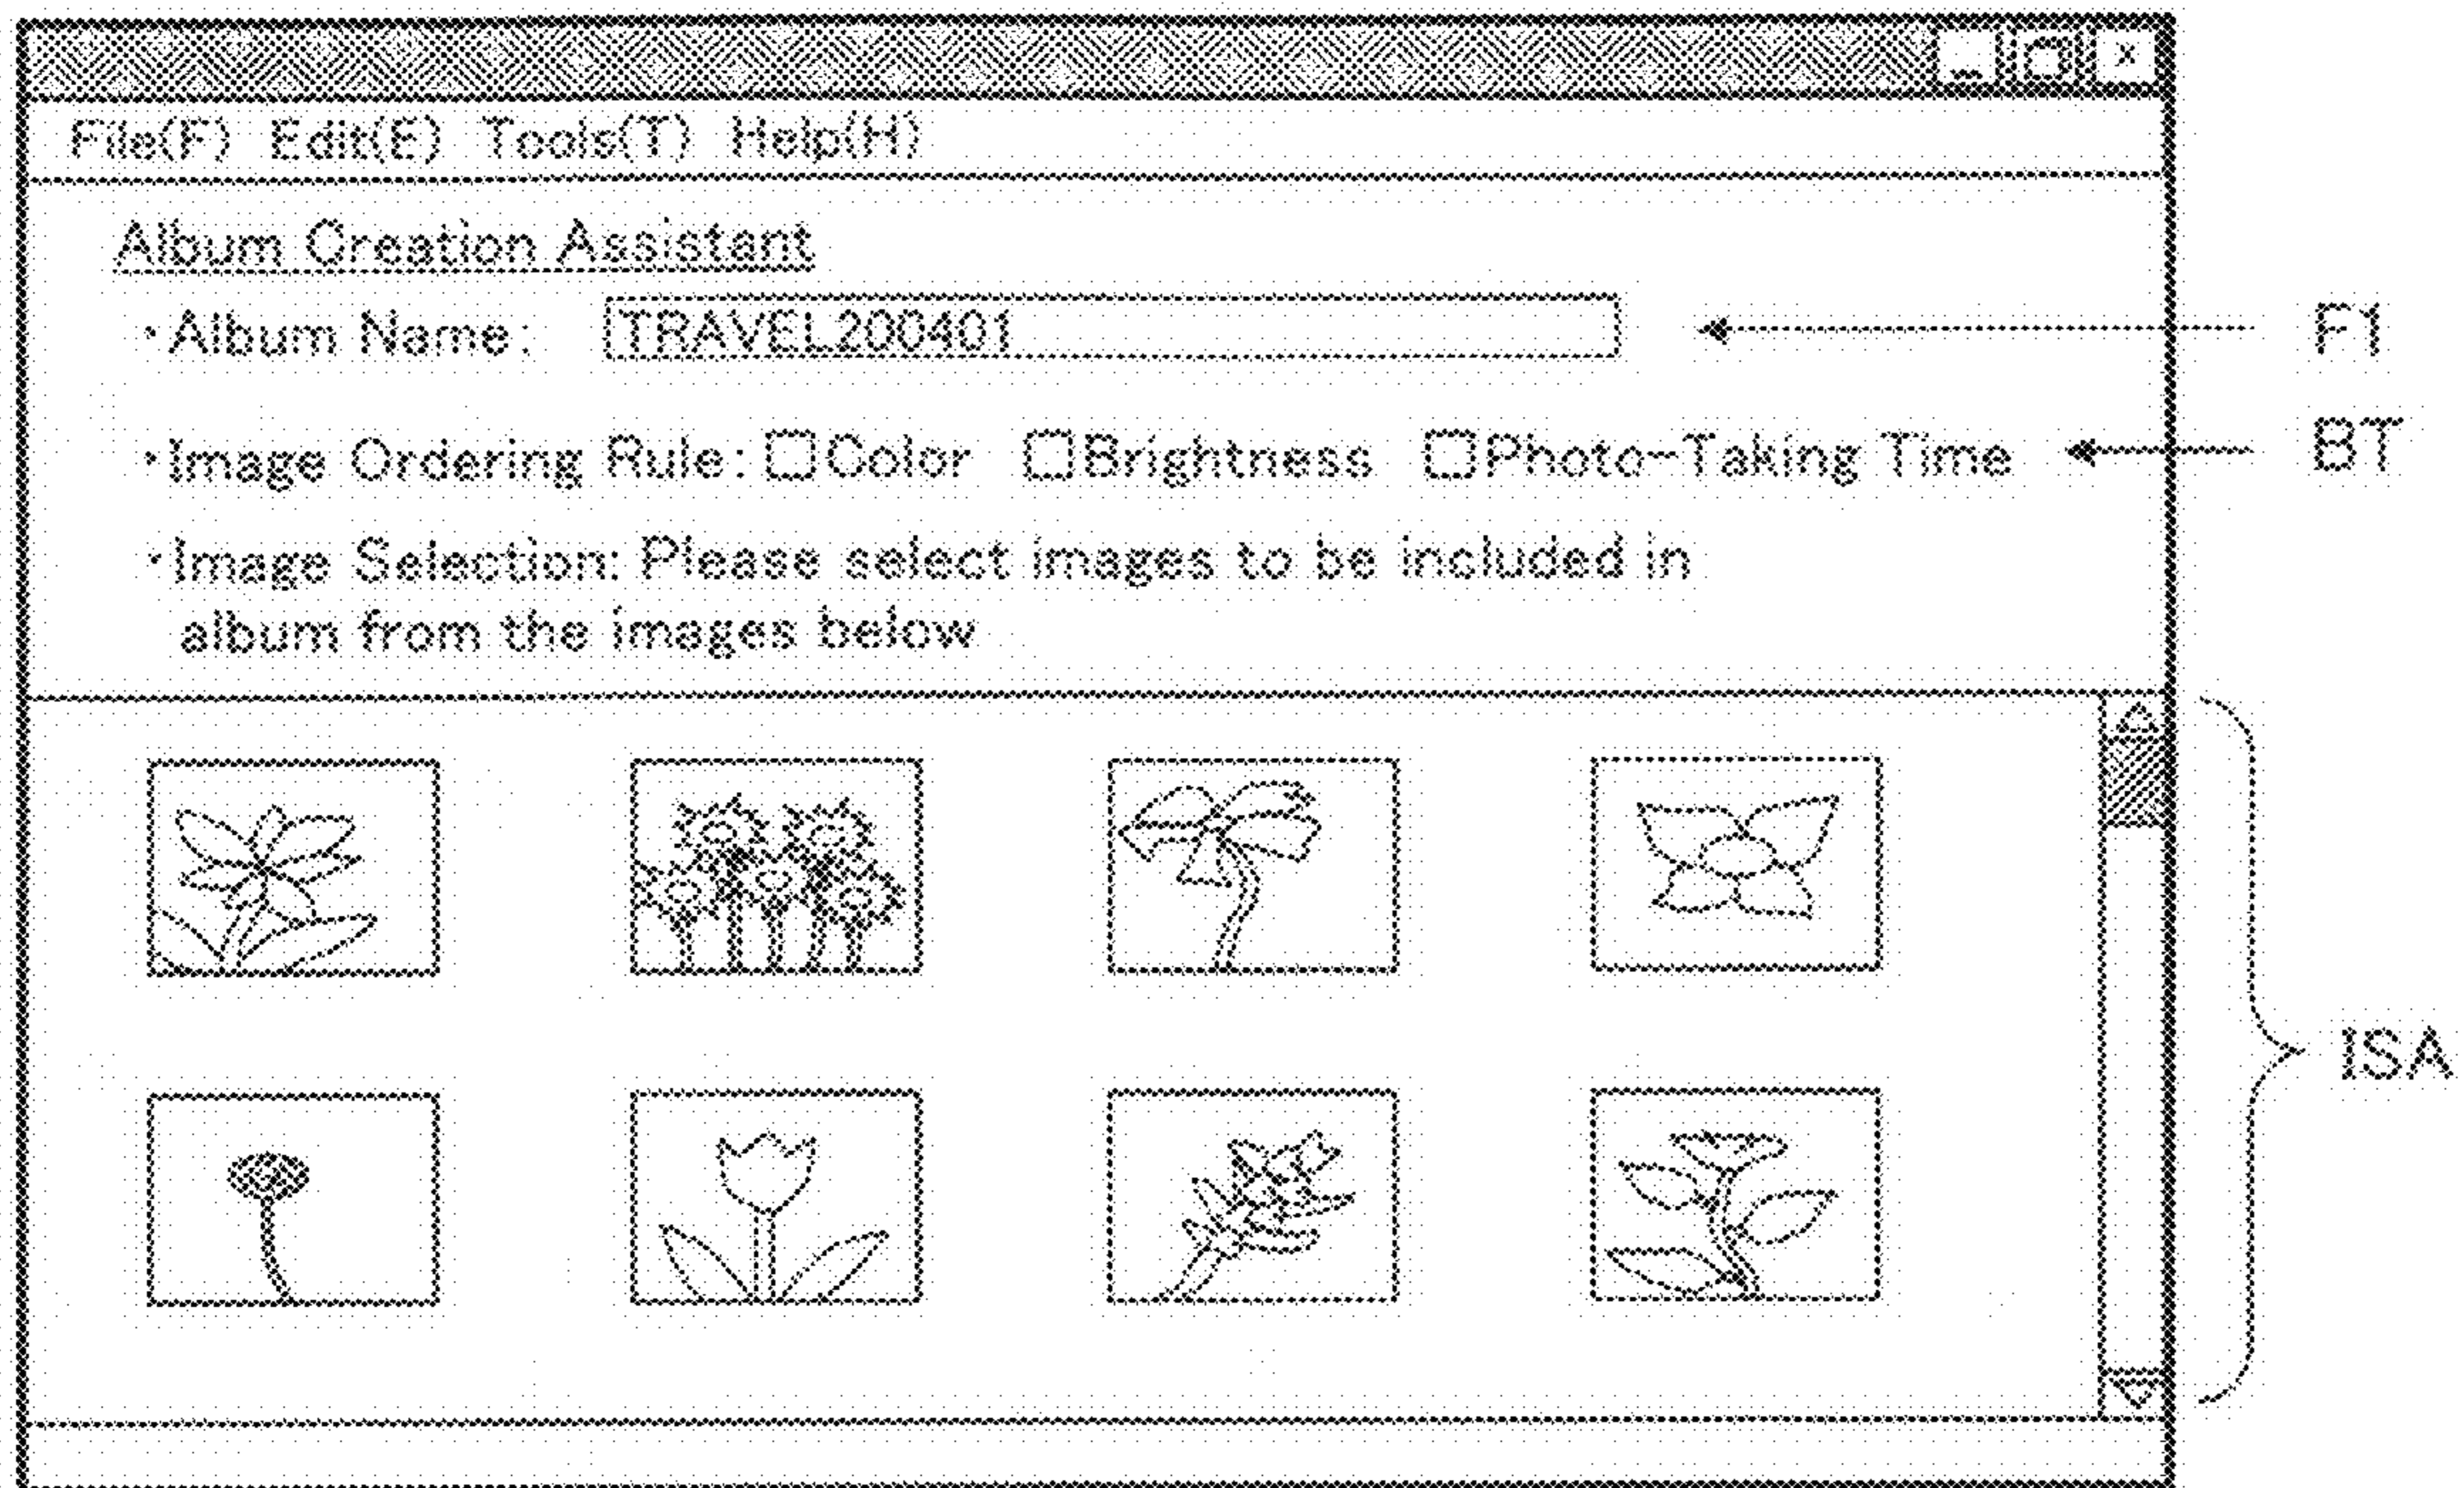 File(F) Edit(E) Tools(T) Help(H)
Album Creation Assistant
・Album Name: TRAVEL200401
F1
・Image Ordering Rule: □Color □Brightness □Photo-Taking Time
BT
・Image Selection: Please select images to be included in
album from the images below
ISA